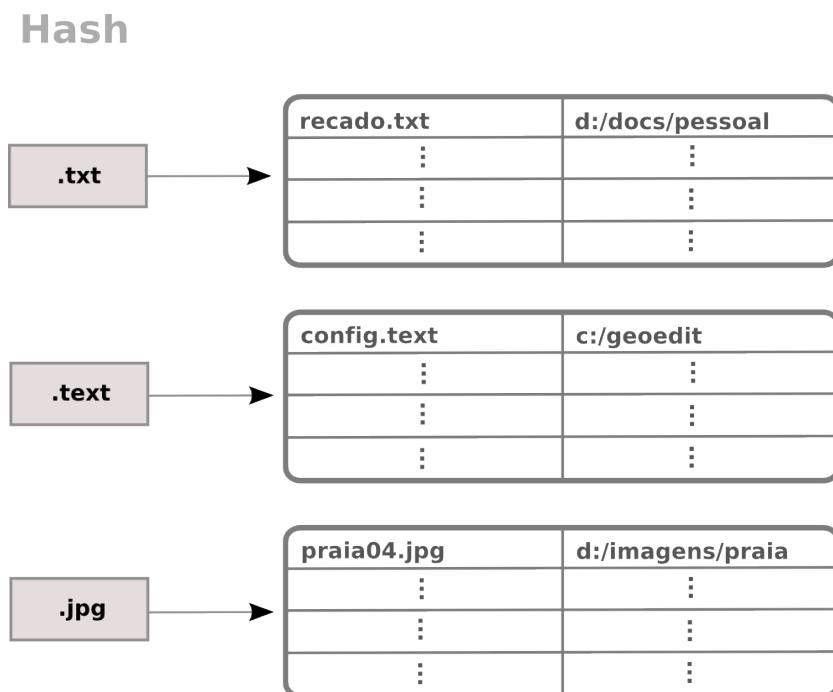 Hash
.txt
recado.txt d:/docs/pessoal
.text
config.text c:/geoedit
.jpg
praia04.jpg d:/imagens/praia